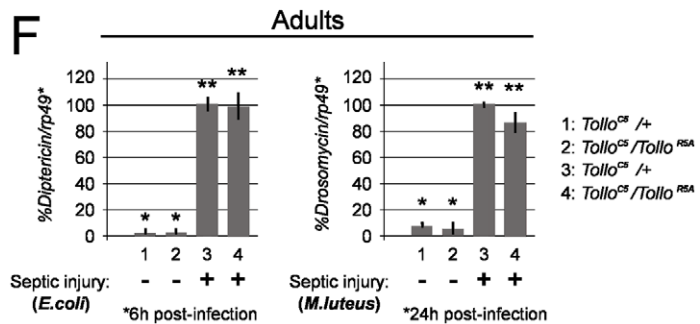 F
Adults
%Diptericin/rp49*
120
100
80
60
40
20
0
* * ** **
1 2 3 4
Septic injury: - - + +
(E.coli)
*6h post-infection
%Drosomycin/rp49*
120
100
80
60
40
20
0
* * ** **
1 2 3 4
Septic injury: - - + +
(M.luteus)
*24h post-infection
1: Tollo^C5 /+
2: Tollo^C5/Tollo^R5A
3: Tollo^C5 /+
4: Tollo^C5/Tollo^R5A